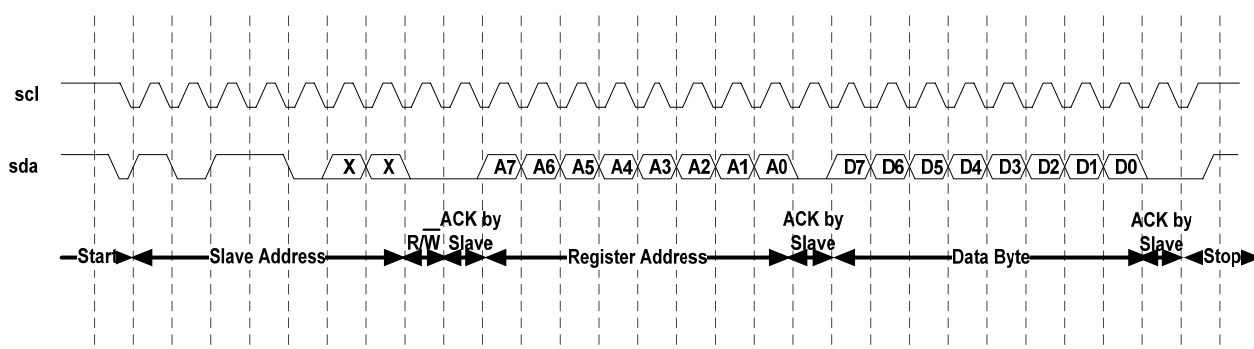 scl
sda
X X A7 A6 A5 A4 A3 A2 A1 A0 D7 D6 D5 D4 D3 D2 D1 D0
Start
Slave Address
R/W̅
ACK by
Slave
Register Address
ACK by
Slave
Data Byte
ACK by
Slave
Stop